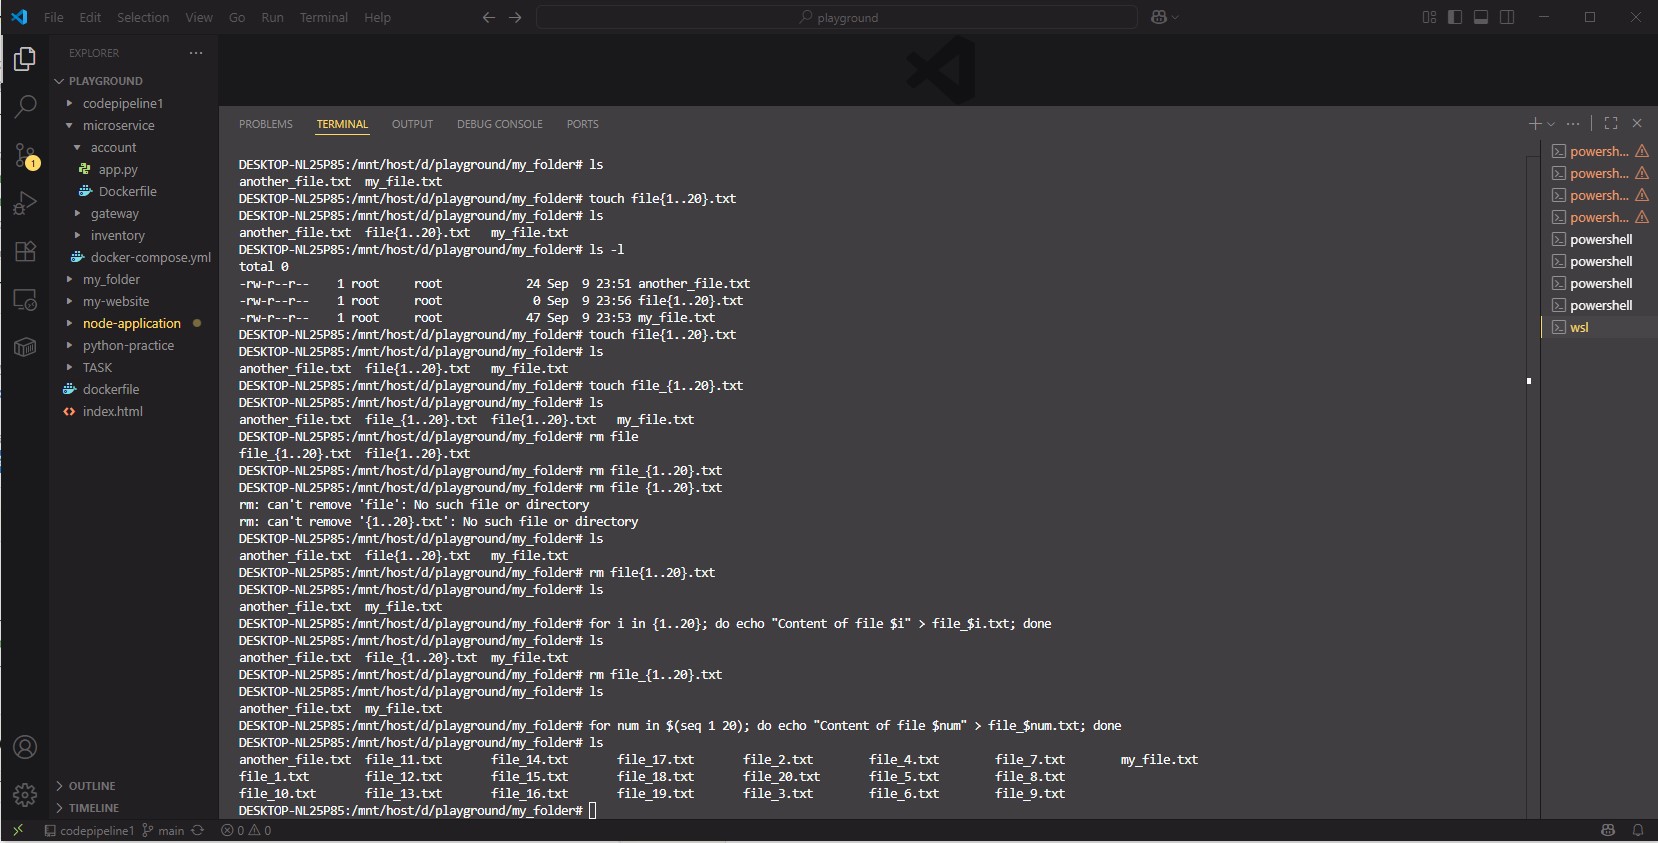 File Edit Selection View Go Run Terminal Help
playground
EXPLORER
PLAYGROUND
codepipeline1
microservice
account
app.py
Dockerfile
gateway
inventory
docker-compose.yml
my_folder
my-website
node-application
python-practice
TASK
dockerfile
index.html
OUTLINE
TIMELINE
1
PROBLEMS TERMINAL OUTPUT DEBUG CONSOLE PORTS
DESKTOP-NL25P85:/mnt/host/d/playground/my_folder# ls
another_file.txt my_file.txt
DESKTOP-NL25P85:/mnt/host/d/playground/my_folder# touch file{1..20}.txt
DESKTOP-NL25P85:/mnt/host/d/playground/my_folder# ls
another_file.txt file{1..20}.txt my_file.txt
DESKTOP-NL25P85:/mnt/host/d/playground/my_folder# ls -l
total 0
-rw-r--r-- 1 root root 24 Sep 9 23:51 another_file.txt
-rw-r--r-- 1 root root 0 Sep 9 23:56 file{1..20}.txt
-rw-r--r-- 1 root root 47 Sep 9 23:53 my_file.txt
DESKTOP-NL25P85:/mnt/host/d/playground/my_folder# touch file{1..20}.txt
DESKTOP-NL25P85:/mnt/host/d/playground/my_folder# ls
another_file.txt file{1..20}.txt my_file.txt
DESKTOP-NL25P85:/mnt/host/d/playground/my_folder# touch file_{1..20}.txt
DESKTOP-NL25P85:/mnt/host/d/playground/my_folder# ls
another_file.txt file_{1..20}.txt file{1..20}.txt my_file.txt
DESKTOP-NL25P85:/mnt/host/d/playground/my_folder# rm file
file_{1..20}.txt file{1..20}.txt
DESKTOP-NL25P85:/mnt/host/d/playground/my_folder# rm file_{1..20}.txt
DESKTOP-NL25P85:/mnt/host/d/playground/my_folder# rm file {1..20}.txt
rm: can't remove 'file': No such file or directory
rm: can't remove '{1..20}.txt': No such file or directory
DESKTOP-NL25P85:/mnt/host/d/playground/my_folder# ls
another_file.txt file{1..20}.txt my_file.txt
DESKTOP-NL25P85:/mnt/host/d/playground/my_folder# rm file{1..20}.txt
DESKTOP-NL25P85:/mnt/host/d/playground/my_folder# ls
another_file.txt my_file.txt
DESKTOP-NL25P85:/mnt/host/d/playground/my_folder# for i in {1..20}; do echo "Content of file $i" > file_$i.txt; done
DESKTOP-NL25P85:/mnt/host/d/playground/my_folder# ls
another_file.txt file_{1..20}.txt my_file.txt
DESKTOP-NL25P85:/mnt/host/d/playground/my_folder# rm file_{1..20}.txt
DESKTOP-NL25P85:/mnt/host/d/playground/my_folder# ls
another_file.txt my_file.txt
DESKTOP-NL25P85:/mnt/host/d/playground/my_folder# for num in $(seq 1 20); do echo "Content of file $num" > file_$num.txt; done
DESKTOP-NL25P85:/mnt/host/d/playground/my_folder# ls
another_file.txt file_11.txt file_14.txt file_17.txt file_2.txt file_4.txt file_7.txt my_file.txt
file_1.txt file_12.txt file_15.txt file_18.txt file_20.txt file_5.txt file_8.txt
file_10.txt file_13.txt file_16.txt file_19.txt file_3.txt file_6.txt file_9.txt
DESKTOP-NL25P85:/mnt/host/d/playground/my_folder#
powersh...
powersh...
powersh...
powersh...
powershell
powershell
powershell
powershell
wsl
codepipeline1 main 0 0